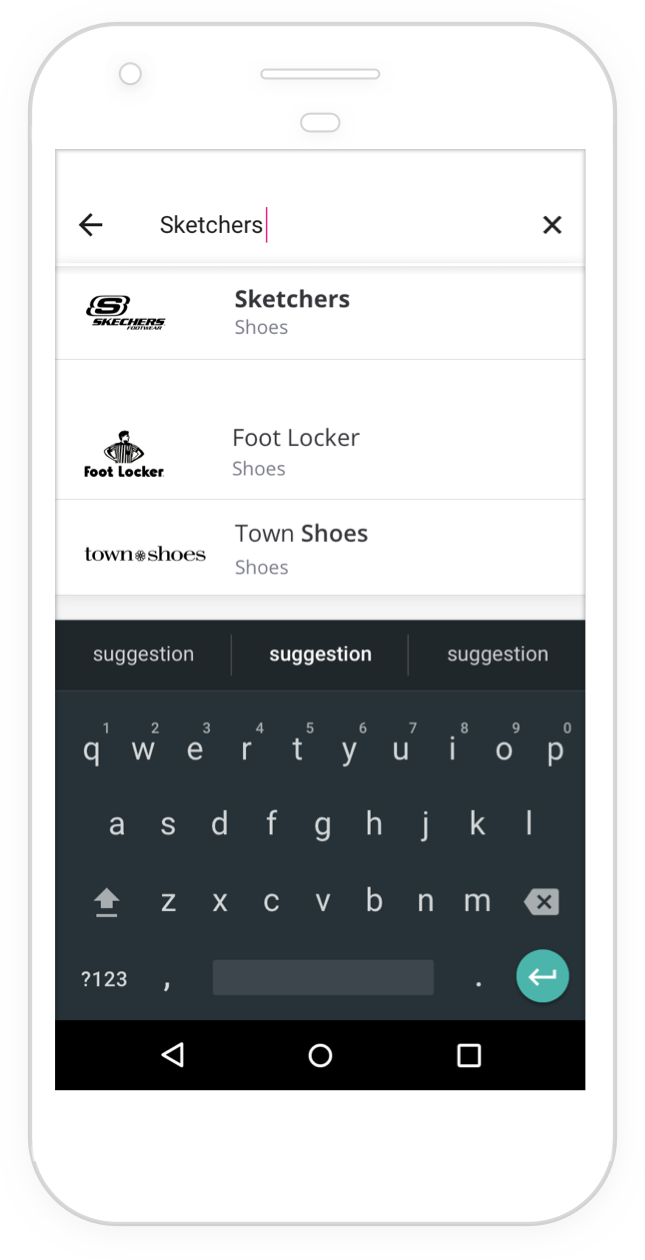 Sketchers
SKECHERS
FOOTWEAR
Sketchers
Shoes
Foot Locker
Foot Locker
Shoes
town shoes
Town Shoes
Shoes
suggestion suggestion suggestion
1 2 3 4 5 6 7 8 9 0
q w e r t y u i o p
a s d f g h j k l
z x c v b n m
?123 , .